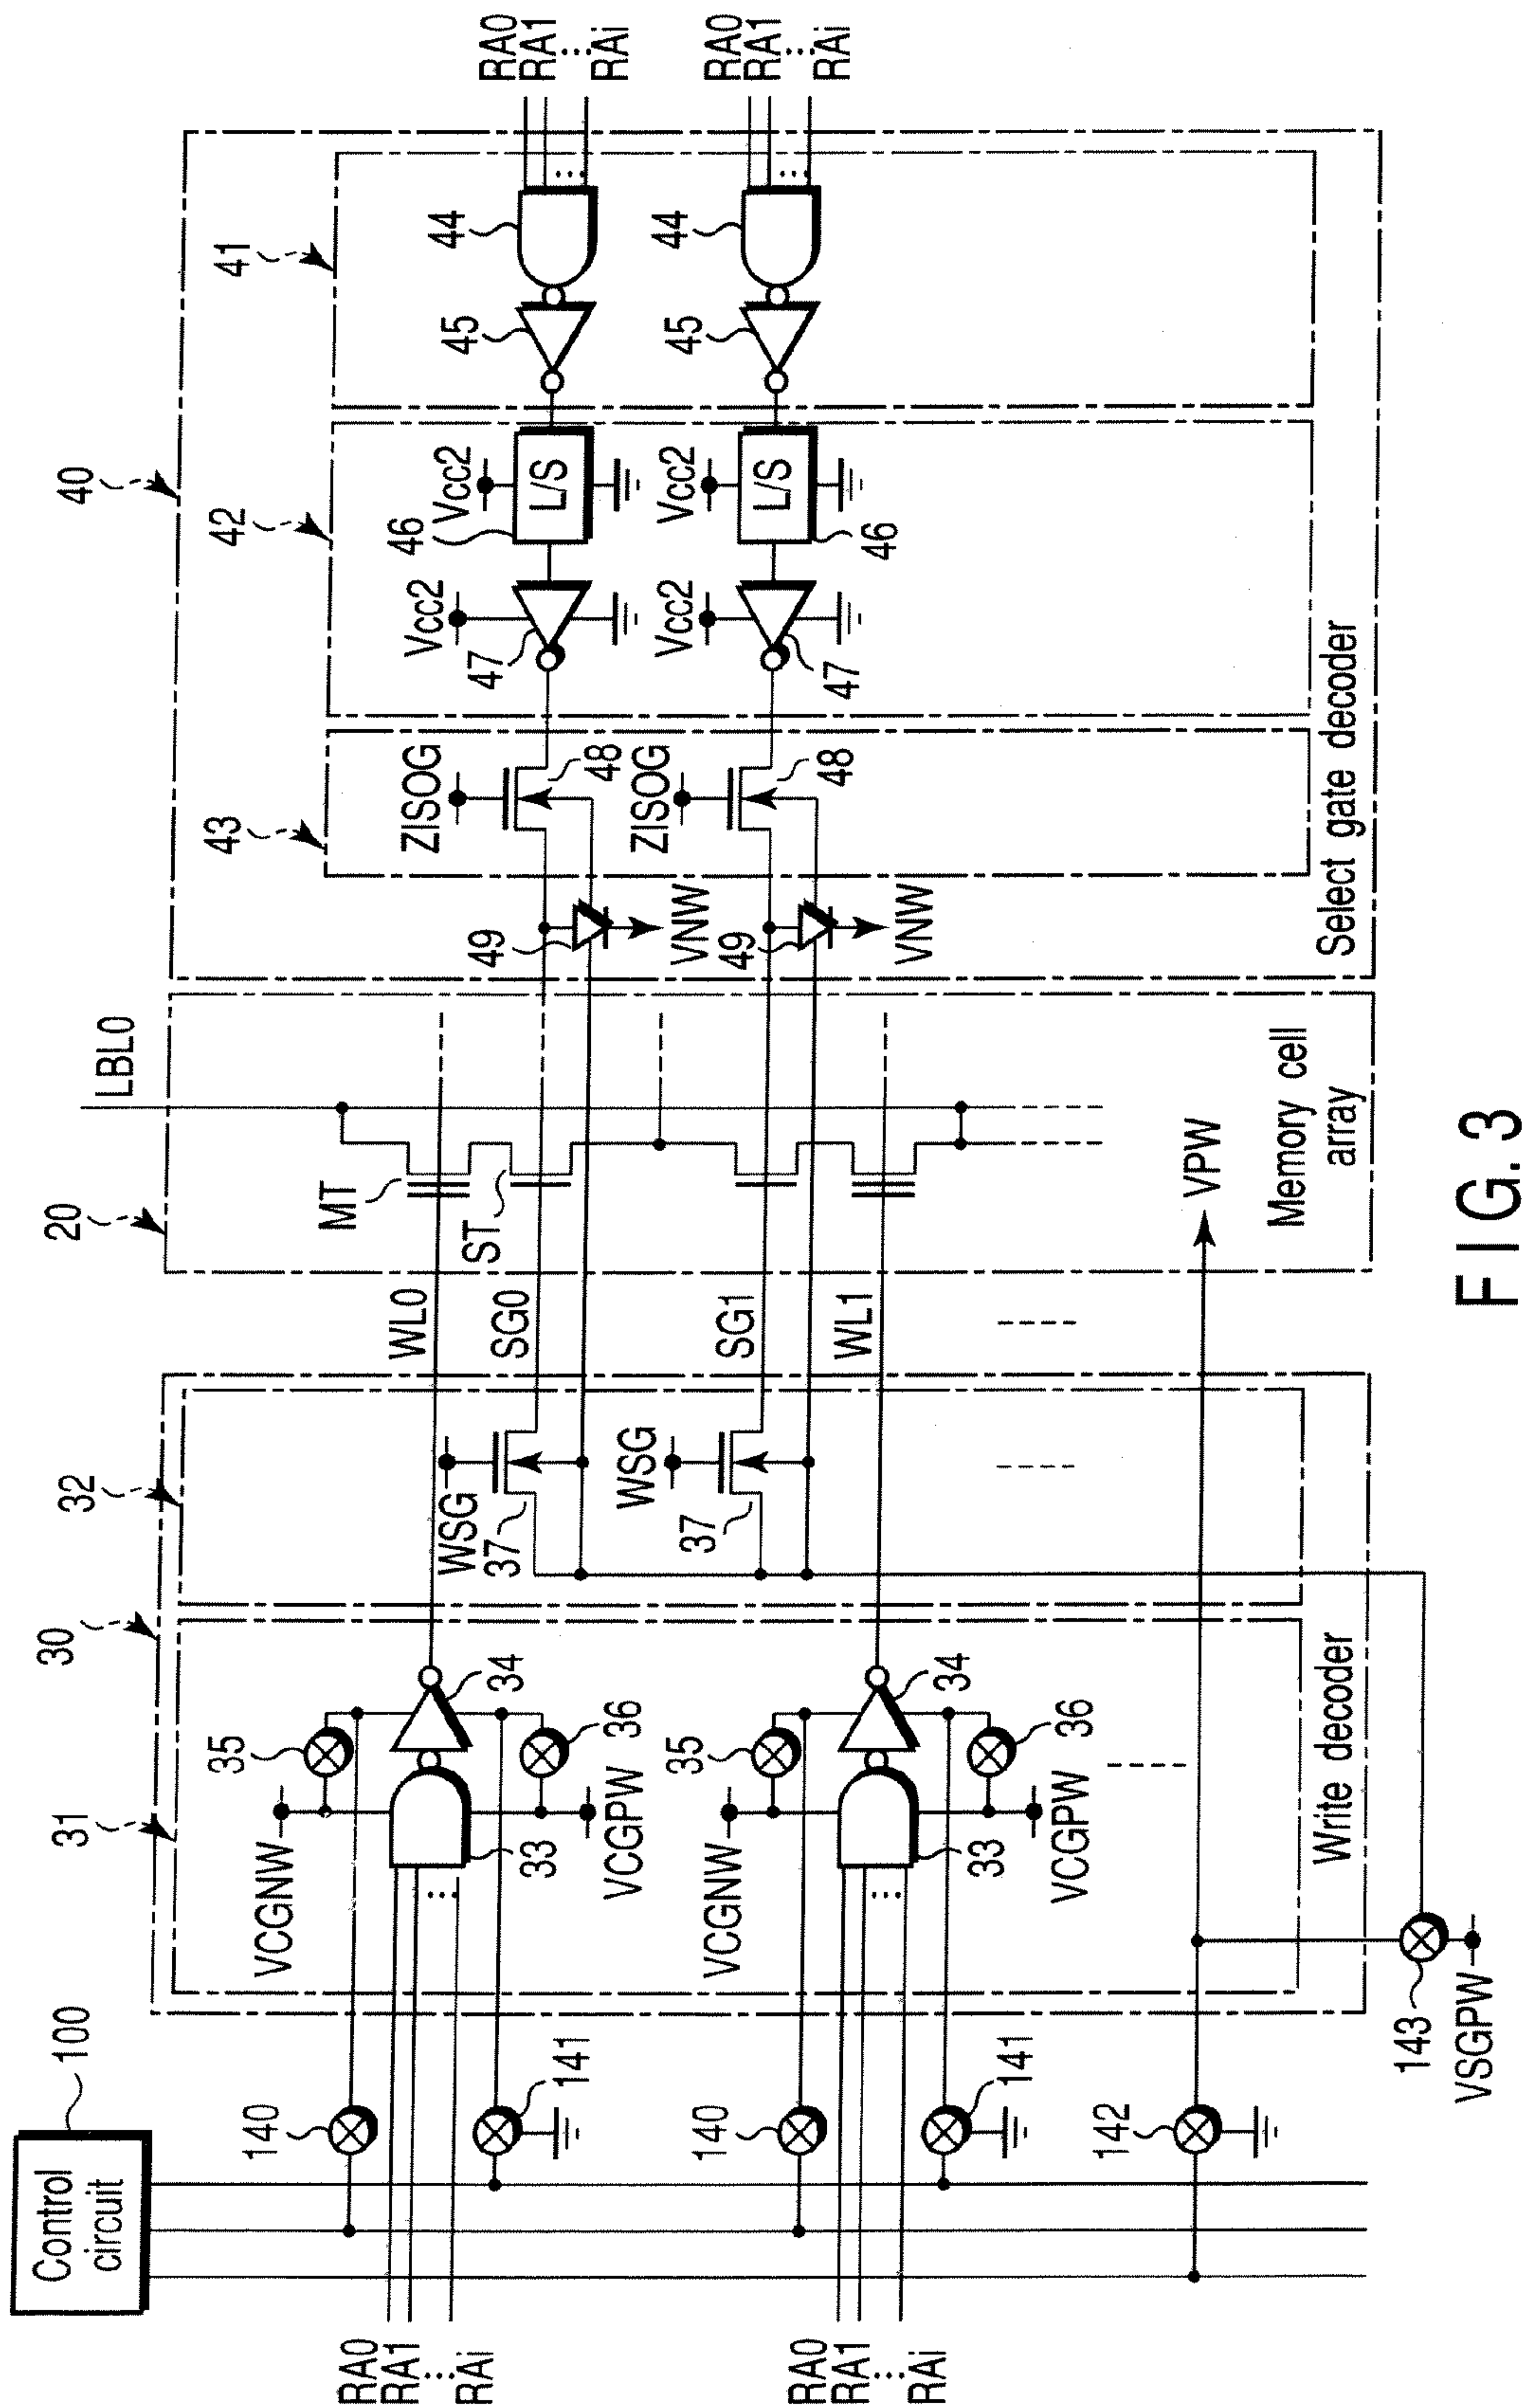 Control
circuit
100
RA0
RA1
...
RAi
RA0
RA1
...
RAi
140
141
140
141
142
143
VSGPW
30
31
VCGNW
35
33
34
36
VCGPW
VCGNW
35
33
34
36
VCGPW
Write decoder
32
WSG
37
WSG
37
WL0
SG0
SG1
WL1
20
MT
ST
LBL0
VPW
Memory cell
array
40
43
ZISOG
48
49
VNW
ZISOG
48
49
VNW
42
Vcc2
47
Vcc2
46
L/S
Vcc2
47
Vcc2
46
L/S
41
45
44
45
44
Select gate decoder
RA0
RA1
...
RAi
RA0
RA1
...
RAi
FIG. 3